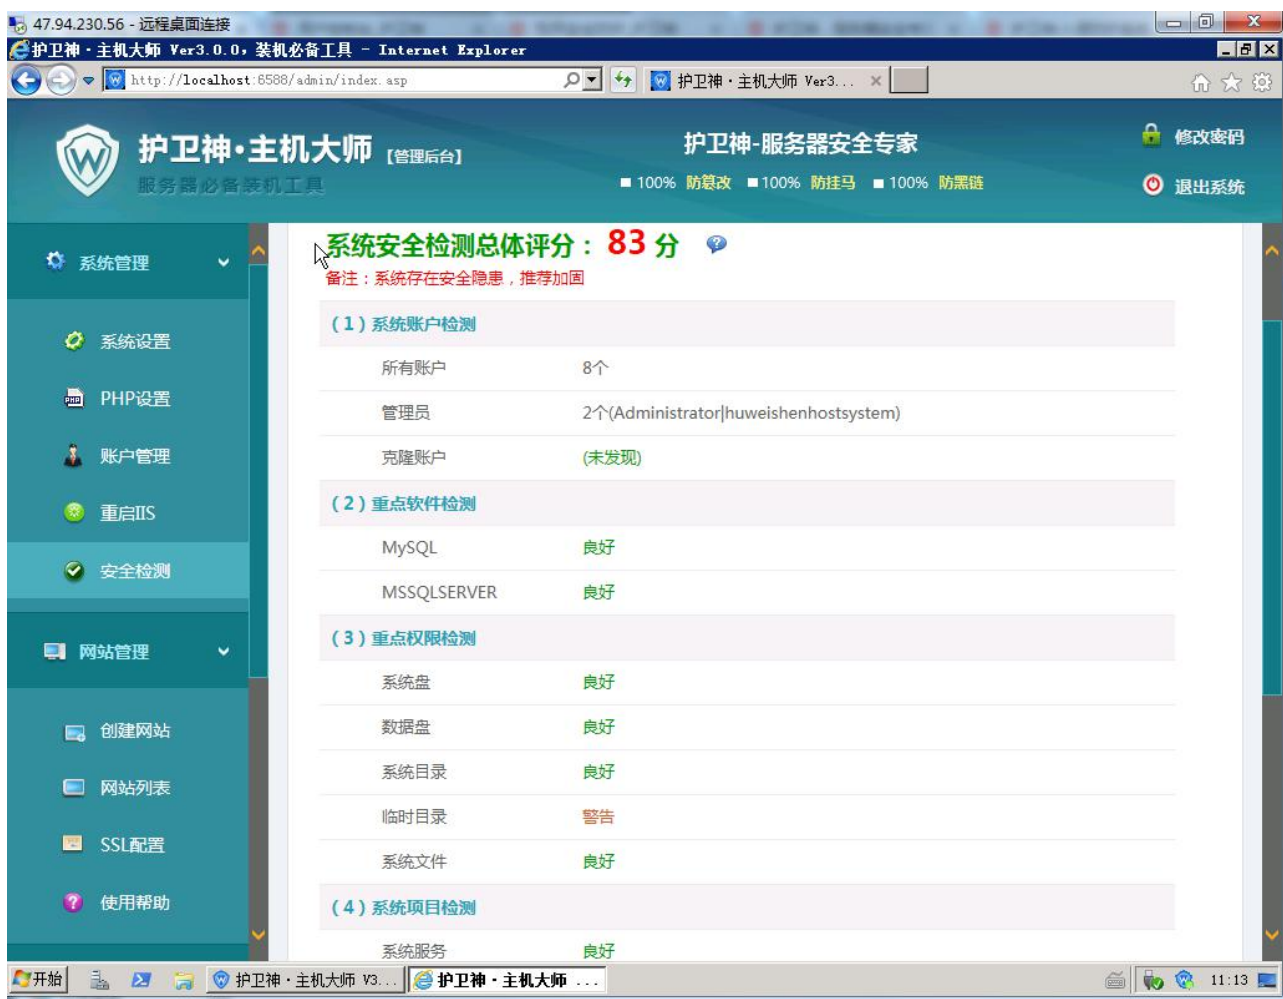 47.94.230.56 - 远程桌面连接
护卫神·主机大师 Ver3.0.0，装机必备工具 - Internet Explorer
http://localhost:6588/admin/index.asp
护卫神·主机大师 Ver3... ×
护卫神·主机大师 [管理后台]
服务器必备装机工具
护卫神-服务器安全专家
■ 100% 防篡改 ■ 100% 防挂马 ■ 100% 防黑链
修改密码
退出系统
系统管理
系统设置
PHP设置
账户管理
重启IIS
安全检测
网站管理
创建网站
网站列表
SSL配置
使用帮助
系统安全检测总体评分： 83 分
备注：系统存在安全隐患，推荐加固
（1）系统账户检测
所有账户 8个
管理员 2个(Administrator|huweishenhostsystem)
克隆账户 (未发现)
（2）重点软件检测
MySQL 良好
MSSQLSERVER 良好
（3）重点权限检测
系统盘 良好
数据盘 良好
系统目录 良好
临时目录 警告
系统文件 良好
（4）系统项目检测
系统服务 良好
开始
护卫神·主机大师 V3...
护卫神·主机大师 ...
11:13